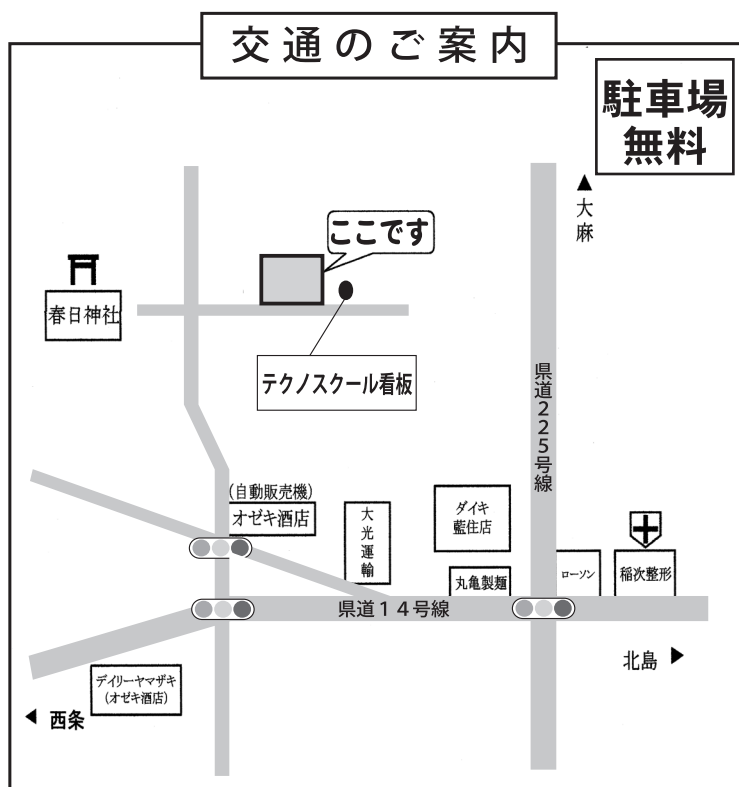 交通のご案内
駐車場
無料
▲
大麻
ここです
春日神社
テクノスクール看板
県道225号線
(自動販売機)
オゼキ酒店
大光運輸
ダイキ
藍住店
丸亀製麺
ローソン
稲次整形
県道14号線
北島 ▶
デイリーヤマザキ
(オゼキ酒店)
◀ 西条